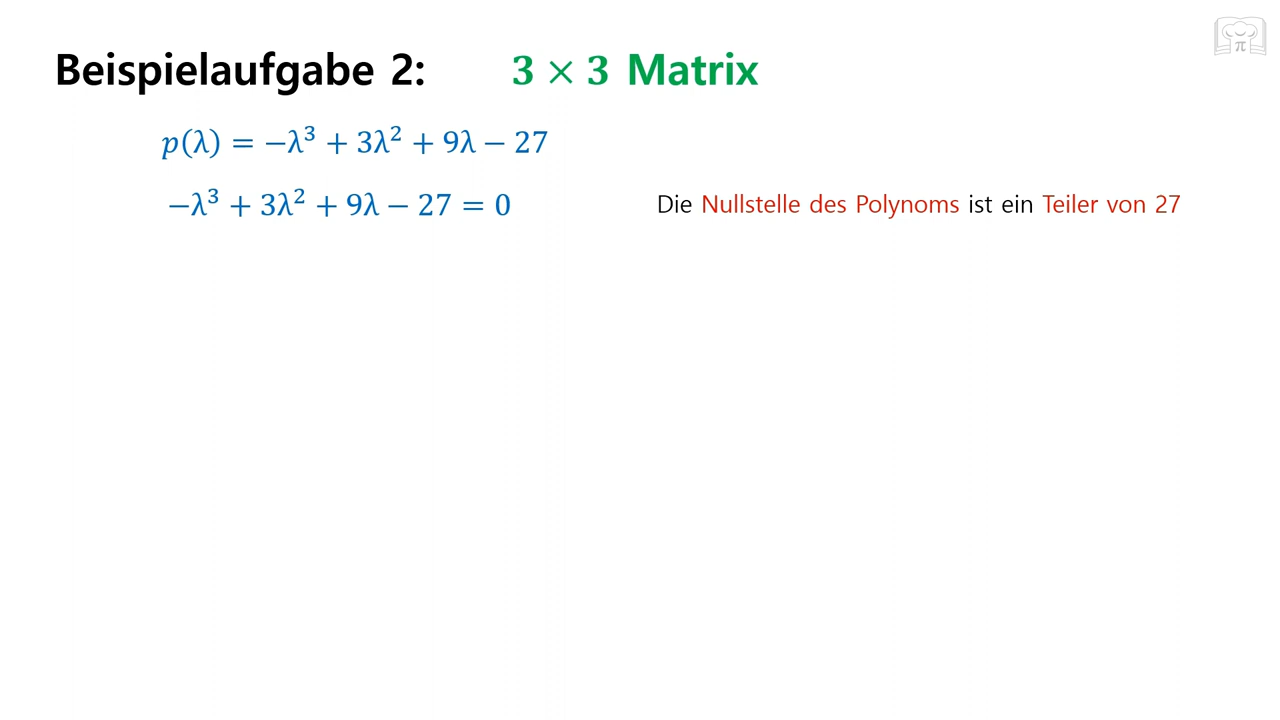 Beispielaufgabe 2: 3 × 3 Matrix
p(λ) = −λ³ + 3λ² + 9λ − 27
−λ³ + 3λ² + 9λ − 27 = 0 Die Nullstelle des Polynoms ist ein Teiler von 27
π